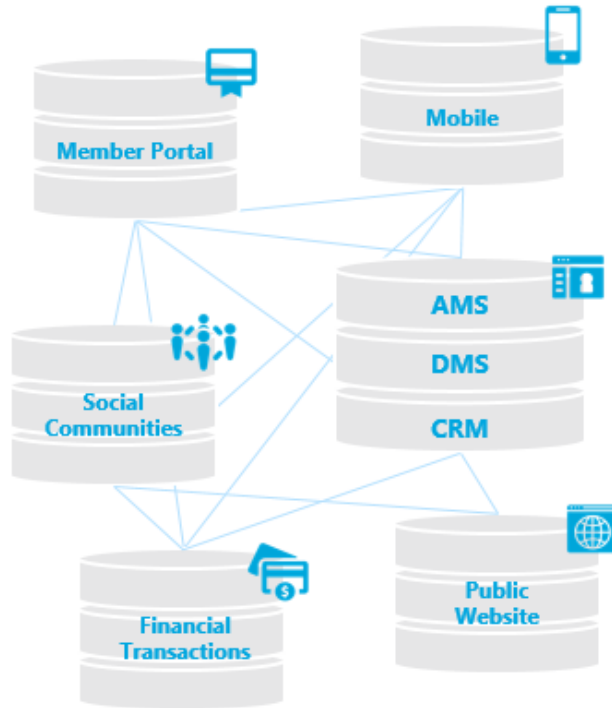 Member Portal
Mobile
AMS
DMS
CRM
Social
Communities
Public
Website
Financial
Transactions
$